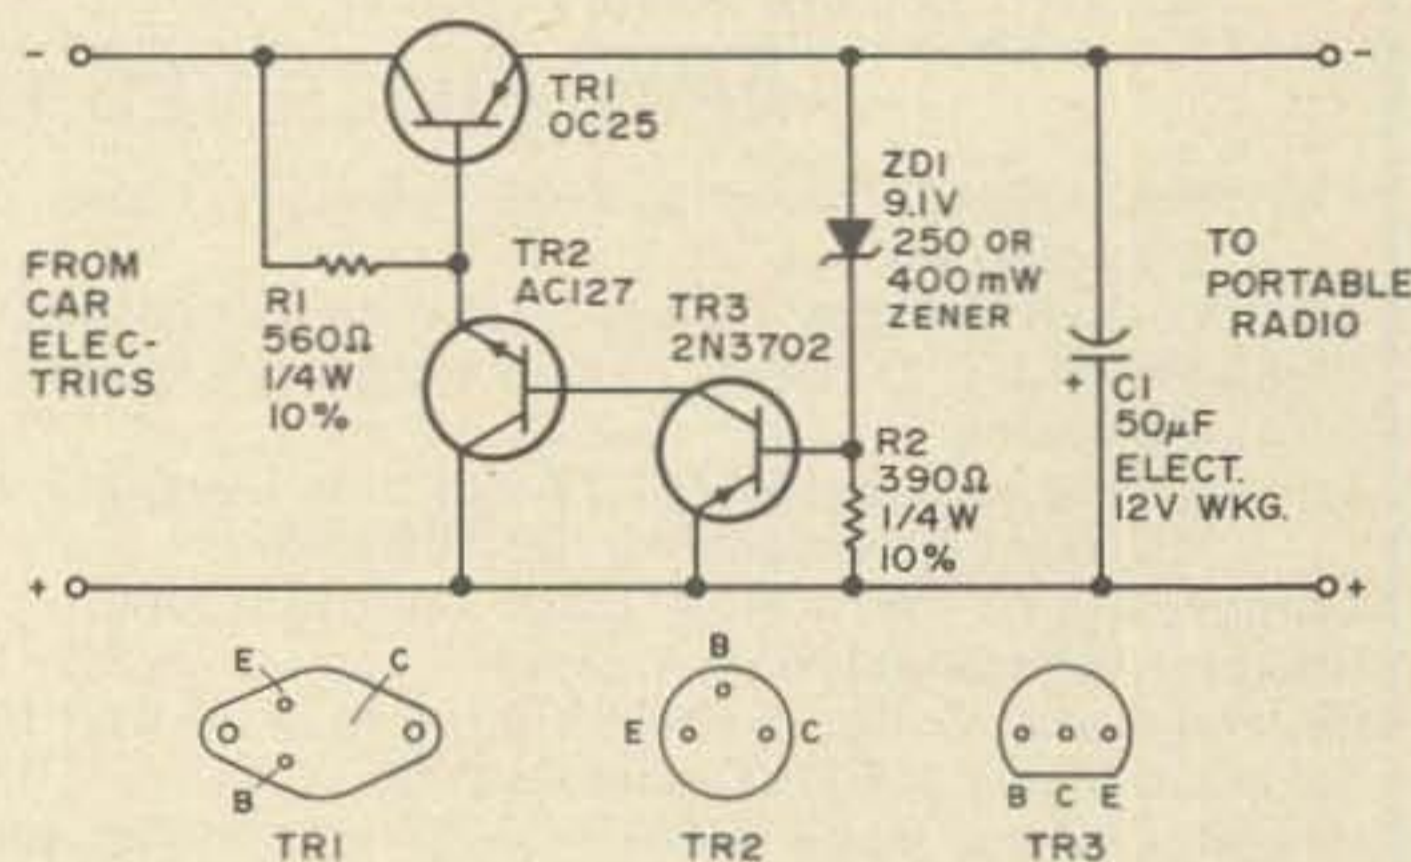 -
-
TR1
OC25
ZD1
9.1V
250 OR
400mW
ZENER
FROM
CAR
ELEC-
TRICS
R1
560Ω
1/4W
10%
TR2
AC127
TR3
2N3702
TO
PORTABLE
RADIO
R2
390Ω
1/4W
10%
+ C1
50µF
ELECT.
12V WKG.
+
+
E
C
B
TR1
B
E
C
TR2
B C E
TR3